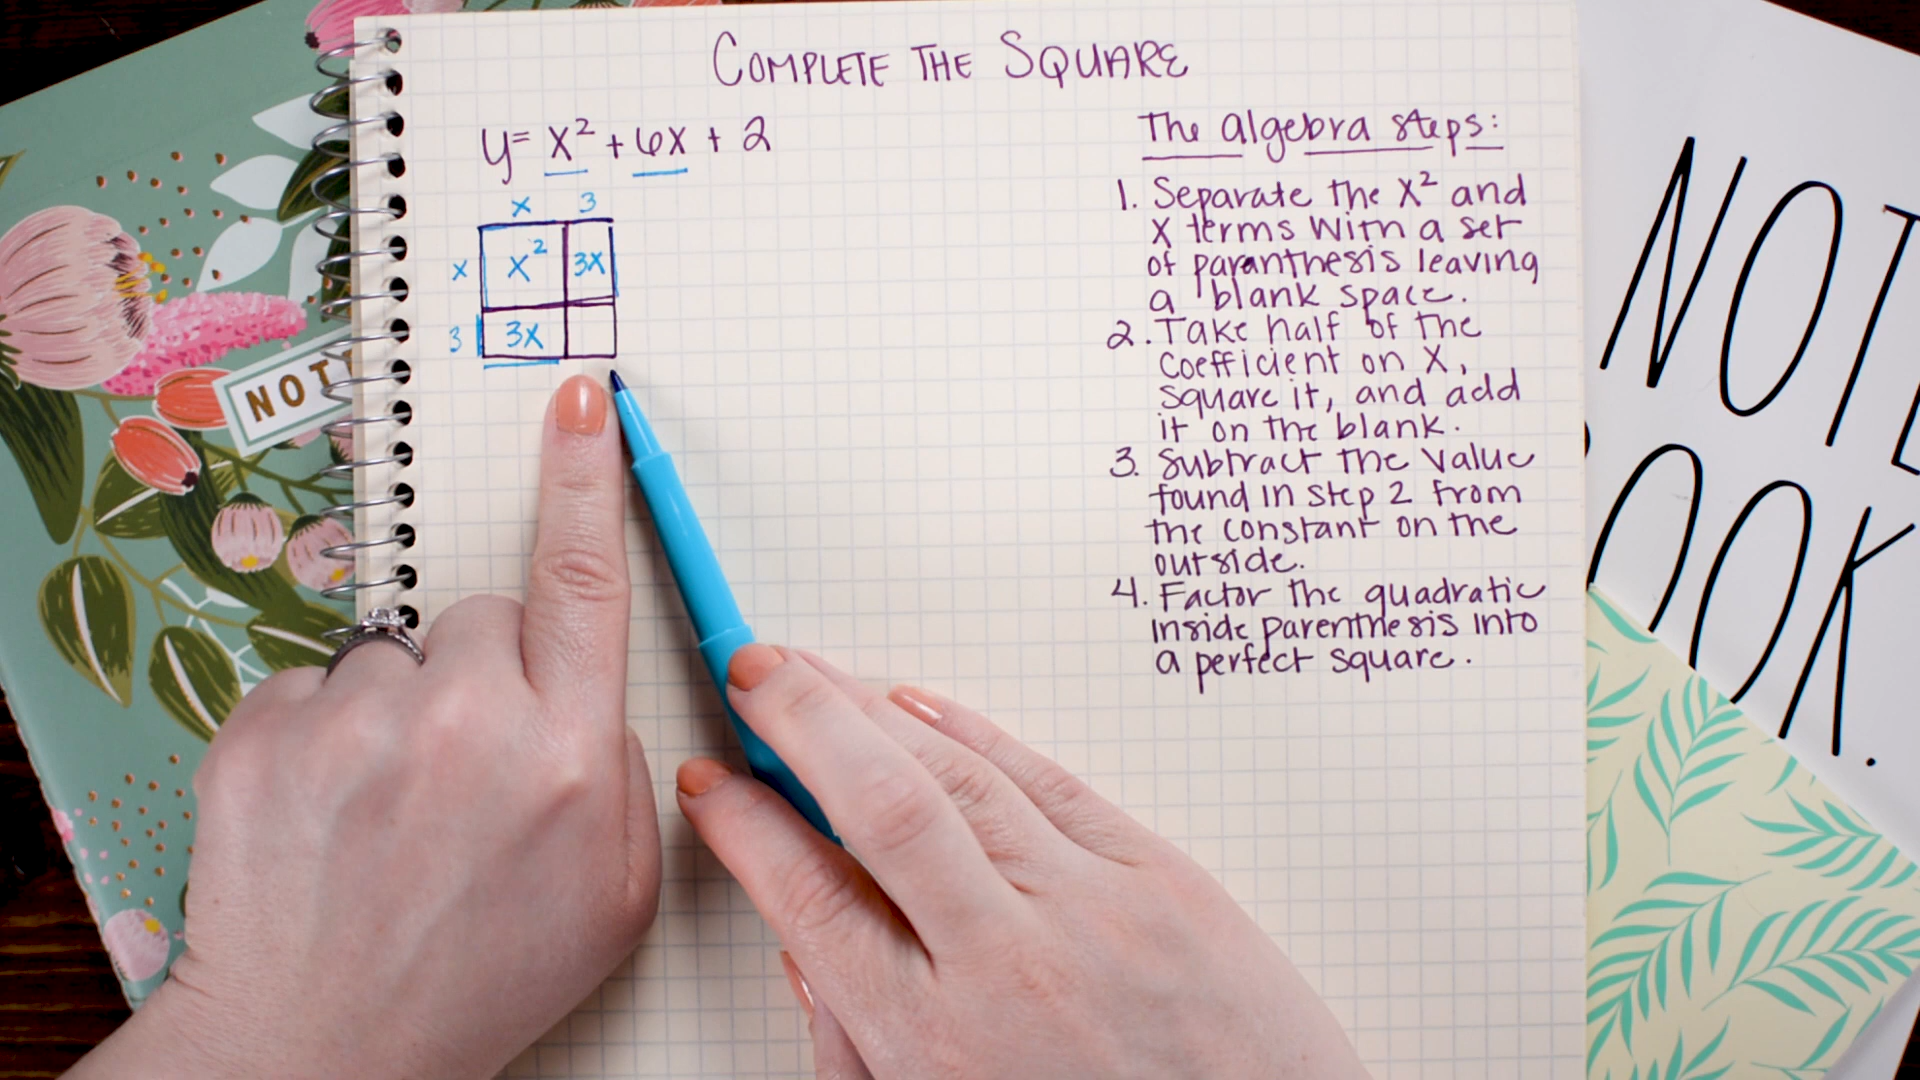 COMPLETE THE SQUARE
y= x² + 6x + 2
x 3
x x² 3x
3 3x
The algebra steps:
1. Separate the x² and
x terms with a set
of paranthesis leaving
a blank space.
2. Take half of the
coefficient on x,
square it, and add
it on the blank.
3. Subtract the value
found in step 2 from
the constant on the
outside.
4. Factor the quadratic
inside parenthesis into
a perfect square.
NOT
NOTE
OOK.